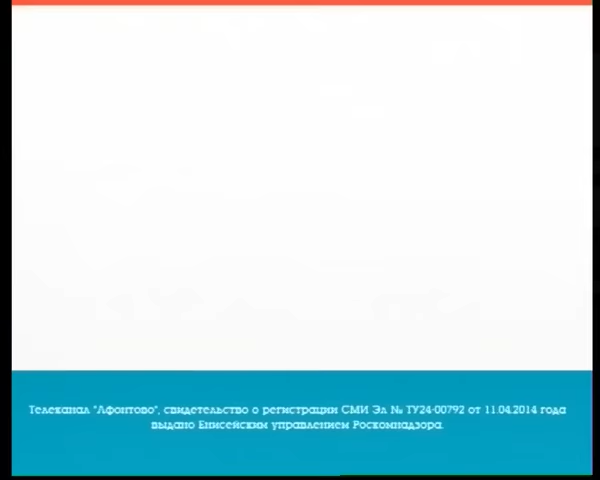 Телеканал "Афонтово", свидетельство о регистрации СМИ Эл № ТУ24-00792 от 11.04.2014 года
выдано Енисейским управлением Роскомнадзора.